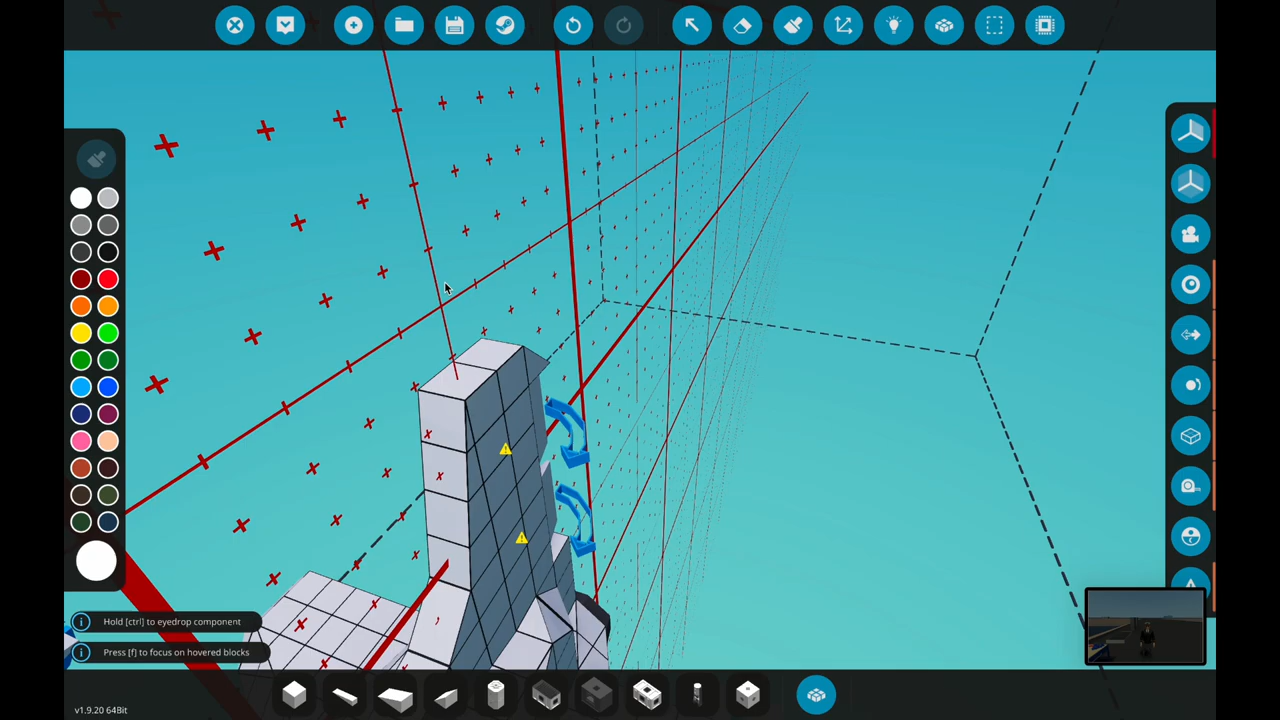 Hold [ctrl] to eyedrop component
Press [f] to focus on hovered blocks
v1.9.20 64Bit